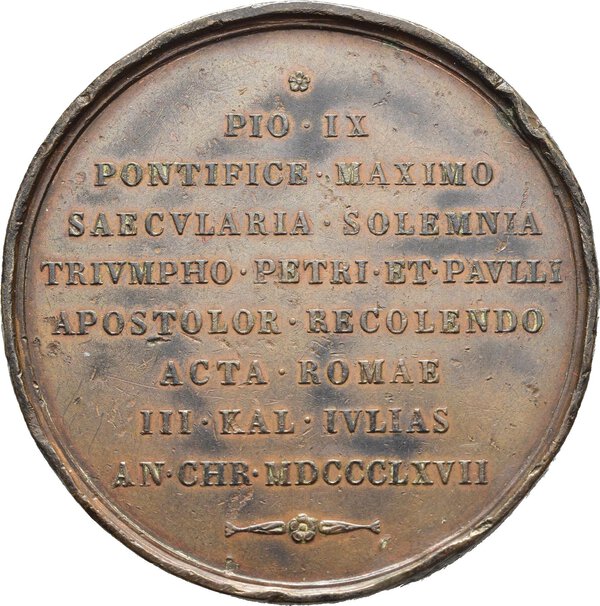 PIO · IX
PONTIFICE · MAXIMO
SAECVLARIA · SOLEMNIA
TRIVMPHO · PETRI · ET · PAVLLI
APOSTOLOR · RECOLENDO
ACTA · ROMAE
III · KAL · IVLIAS
AN · CHR · MDCCCLXVII